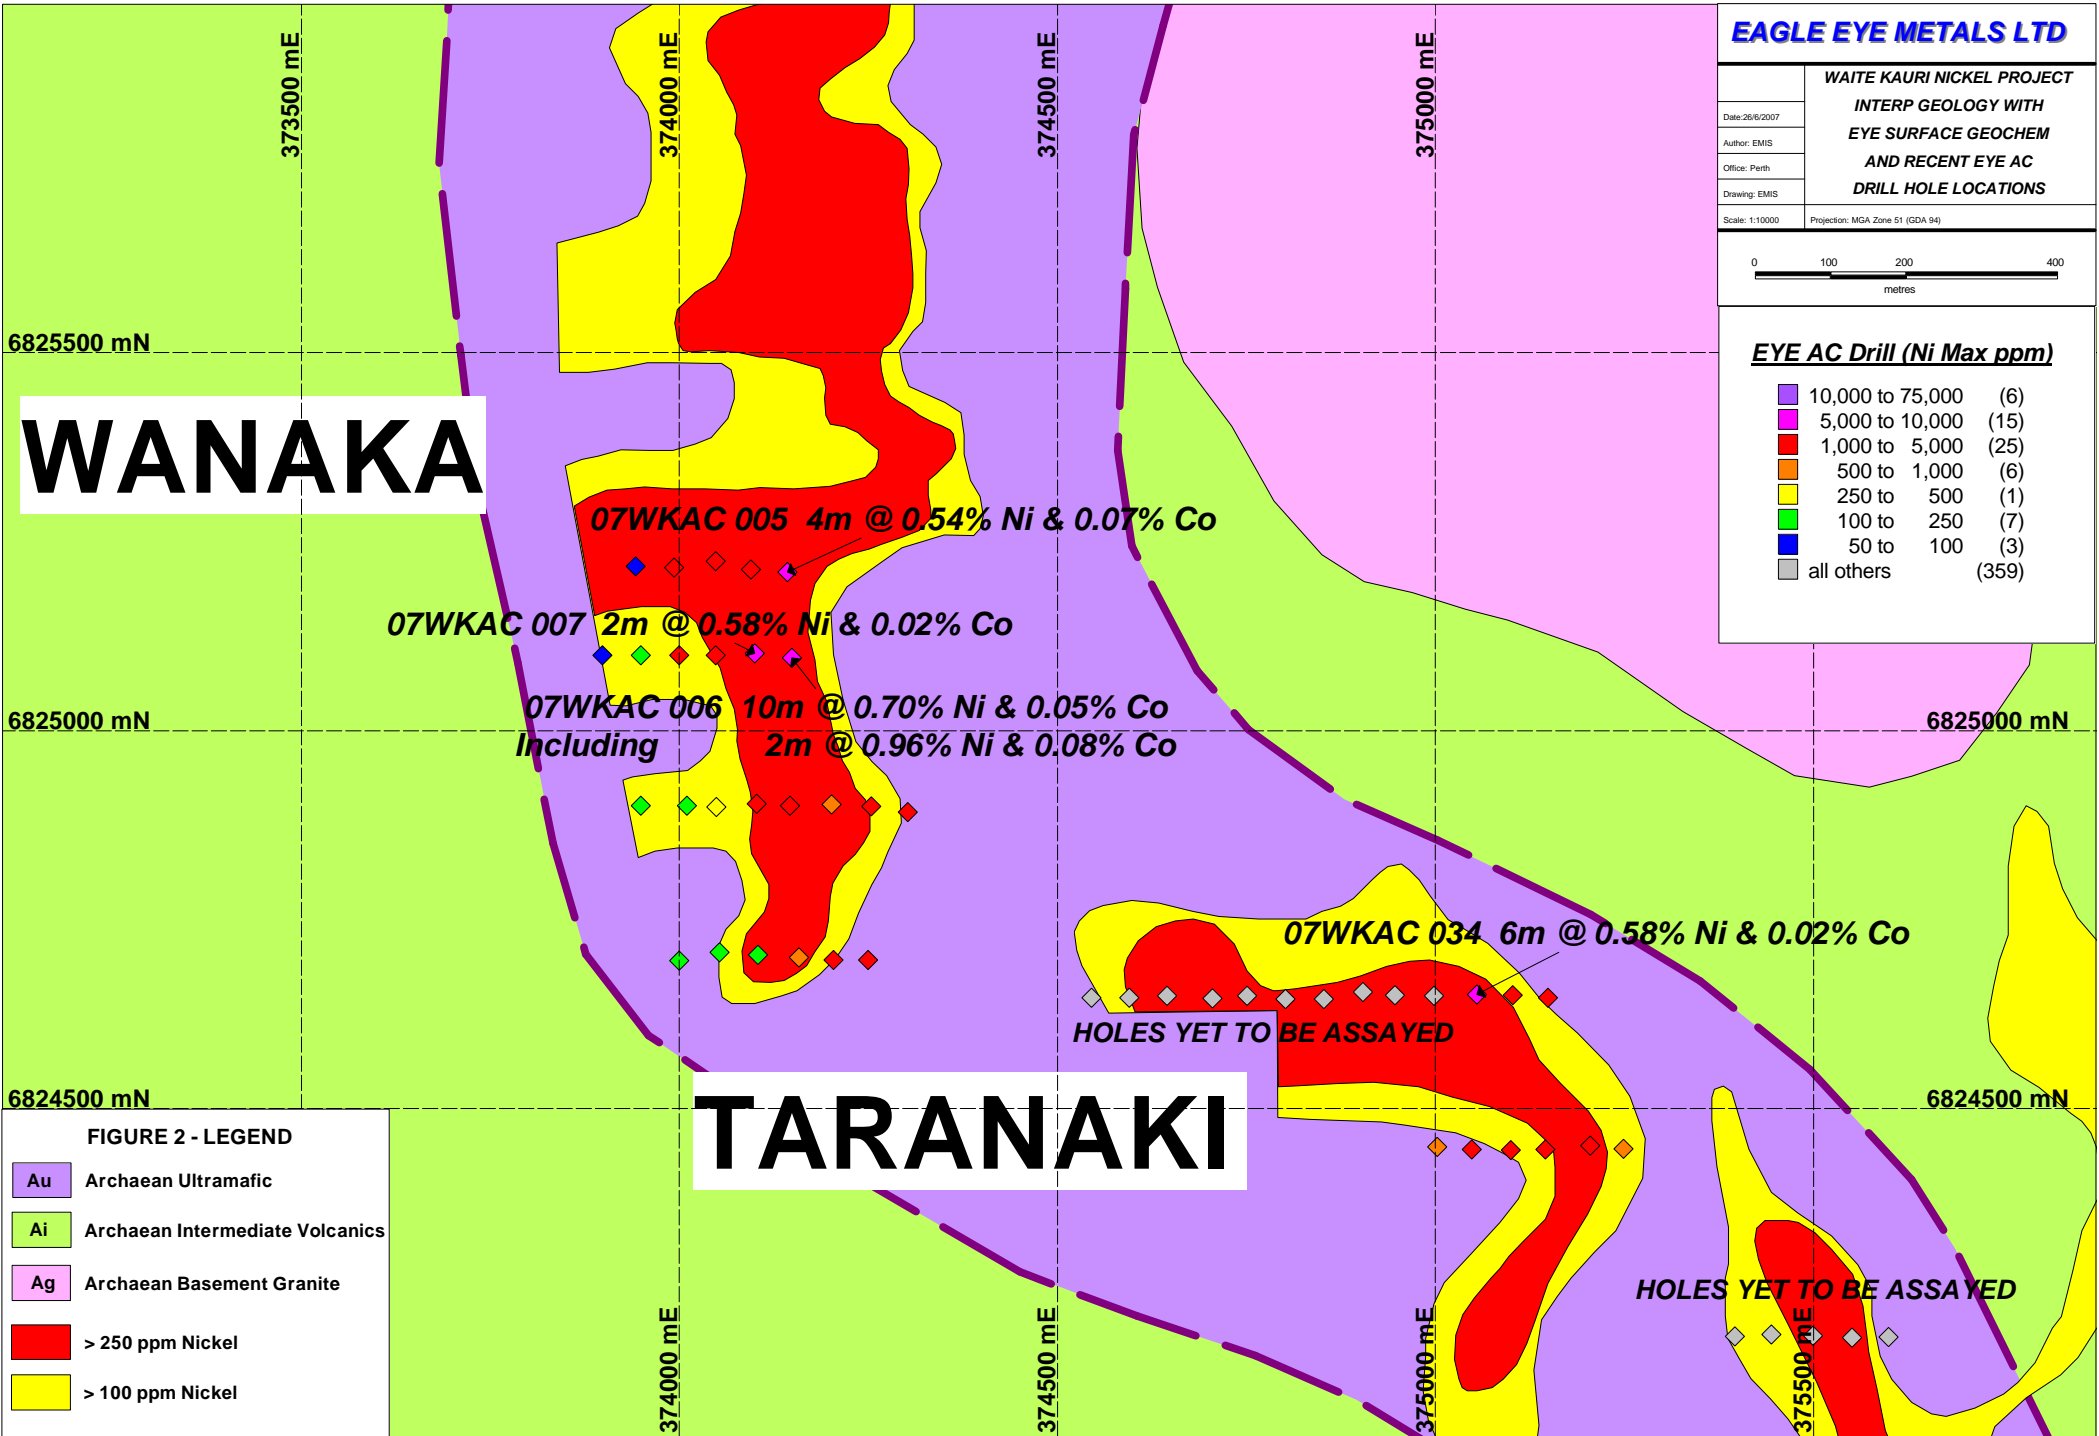 373500 mE
374000 mE
374500 mE
375000 mE
EAGLE EYE METALS LTD
WAITE KAURI NICKEL PROJECT
INTERP GEOLOGY WITH
EYE SURFACE GEOCHEM
AND RECENT EYE AC
DRILL HOLE LOCATIONS
Date:26/6/2007
Author: EMIS
Office: Perth
Drawing: EMIS
Scale: 1:10000
Projection: MGA Zone 51 (GDA 94)
0 100 200 400
metres
EYE AC Drill (Ni Max ppm)
10,000 to 75,000 (6)
5,000 to 10,000 (15)
1,000 to 5,000 (25)
500 to 1,000 (6)
250 to 500 (1)
100 to 250 (7)
50 to 100 (3)
all others (359)
6825500 mN
WANAKA
07WKAC 005 4m @ 0.54% Ni & 0.07% Co
07WKAC 007 2m @ 0.58% Ni & 0.02% Co
07WKAC 006 10m @ 0.70% Ni & 0.05% Co
Including 2m @ 0.96% Ni & 0.08% Co
6825000 mN
6825000 mN
07WKAC 034 6m @ 0.58% Ni & 0.02% Co
HOLES YET TO BE ASSAYED
6824500 mN
6824500 mN
TARANAKI
HOLES YET TO BE ASSAYED
FIGURE 2 - LEGEND
Au Archaean Ultramafic
Ai Archaean Intermediate Volcanics
Ag Archaean Basement Granite
> 250 ppm Nickel
> 100 ppm Nickel
374000 mE
374500 mE
375000 mE
375500 mE